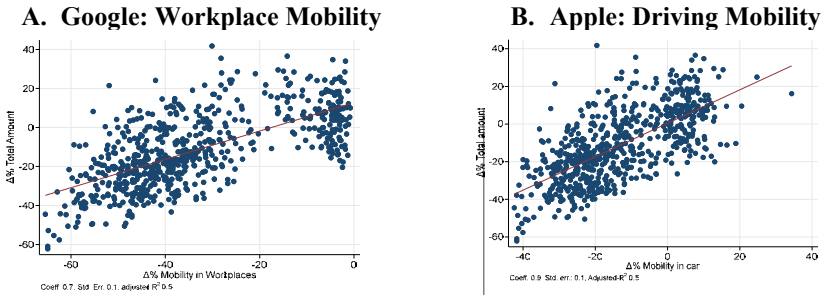 A. Google: Workplace Mobility
40
20
0
-20
-40
-60
Δ% Total Amount
-60
-40
-20
0
Δ% Mobility in Workplaces
Coeff 0.7. Std. Err. 0.1, adjusted R² 0.5
B. Apple: Driving Mobility
40
20
0
-20
-40
-60
Δ% Total amount
-40
-20
0
20
40
Δ% Mobility in car
Coeff. 0.9 Std. err.: 0.1, Adjusted-R² 0.5